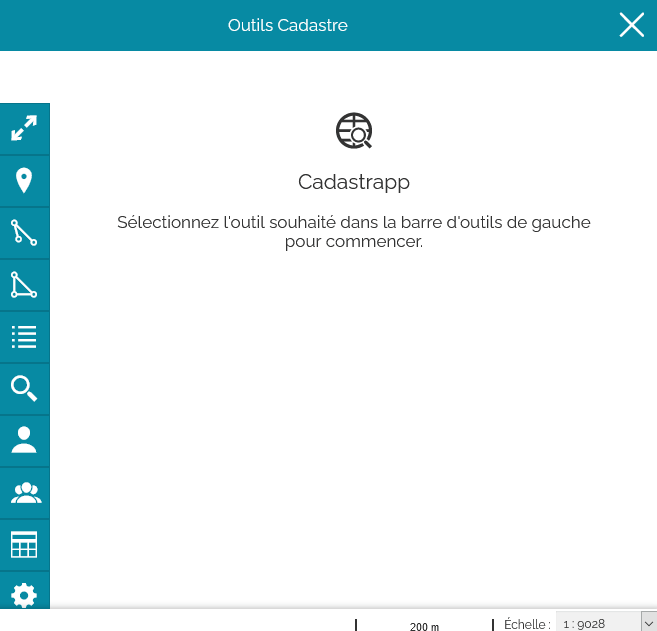 Outils Cadastre
Cadastrapp
Sélectionnez l'outil souhaité dans la barre d'outils de gauche
pour commencer.
200 m
Échelle :
1 : 9028